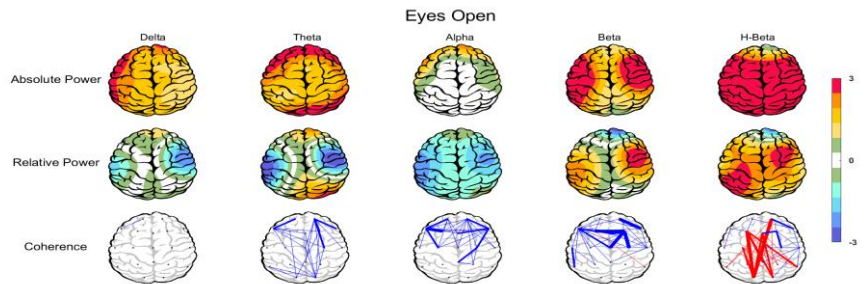 Eyes Open
Delta Theta Alpha Beta H-Beta
Absolute Power
3
Relative Power
0
Coherence
-3